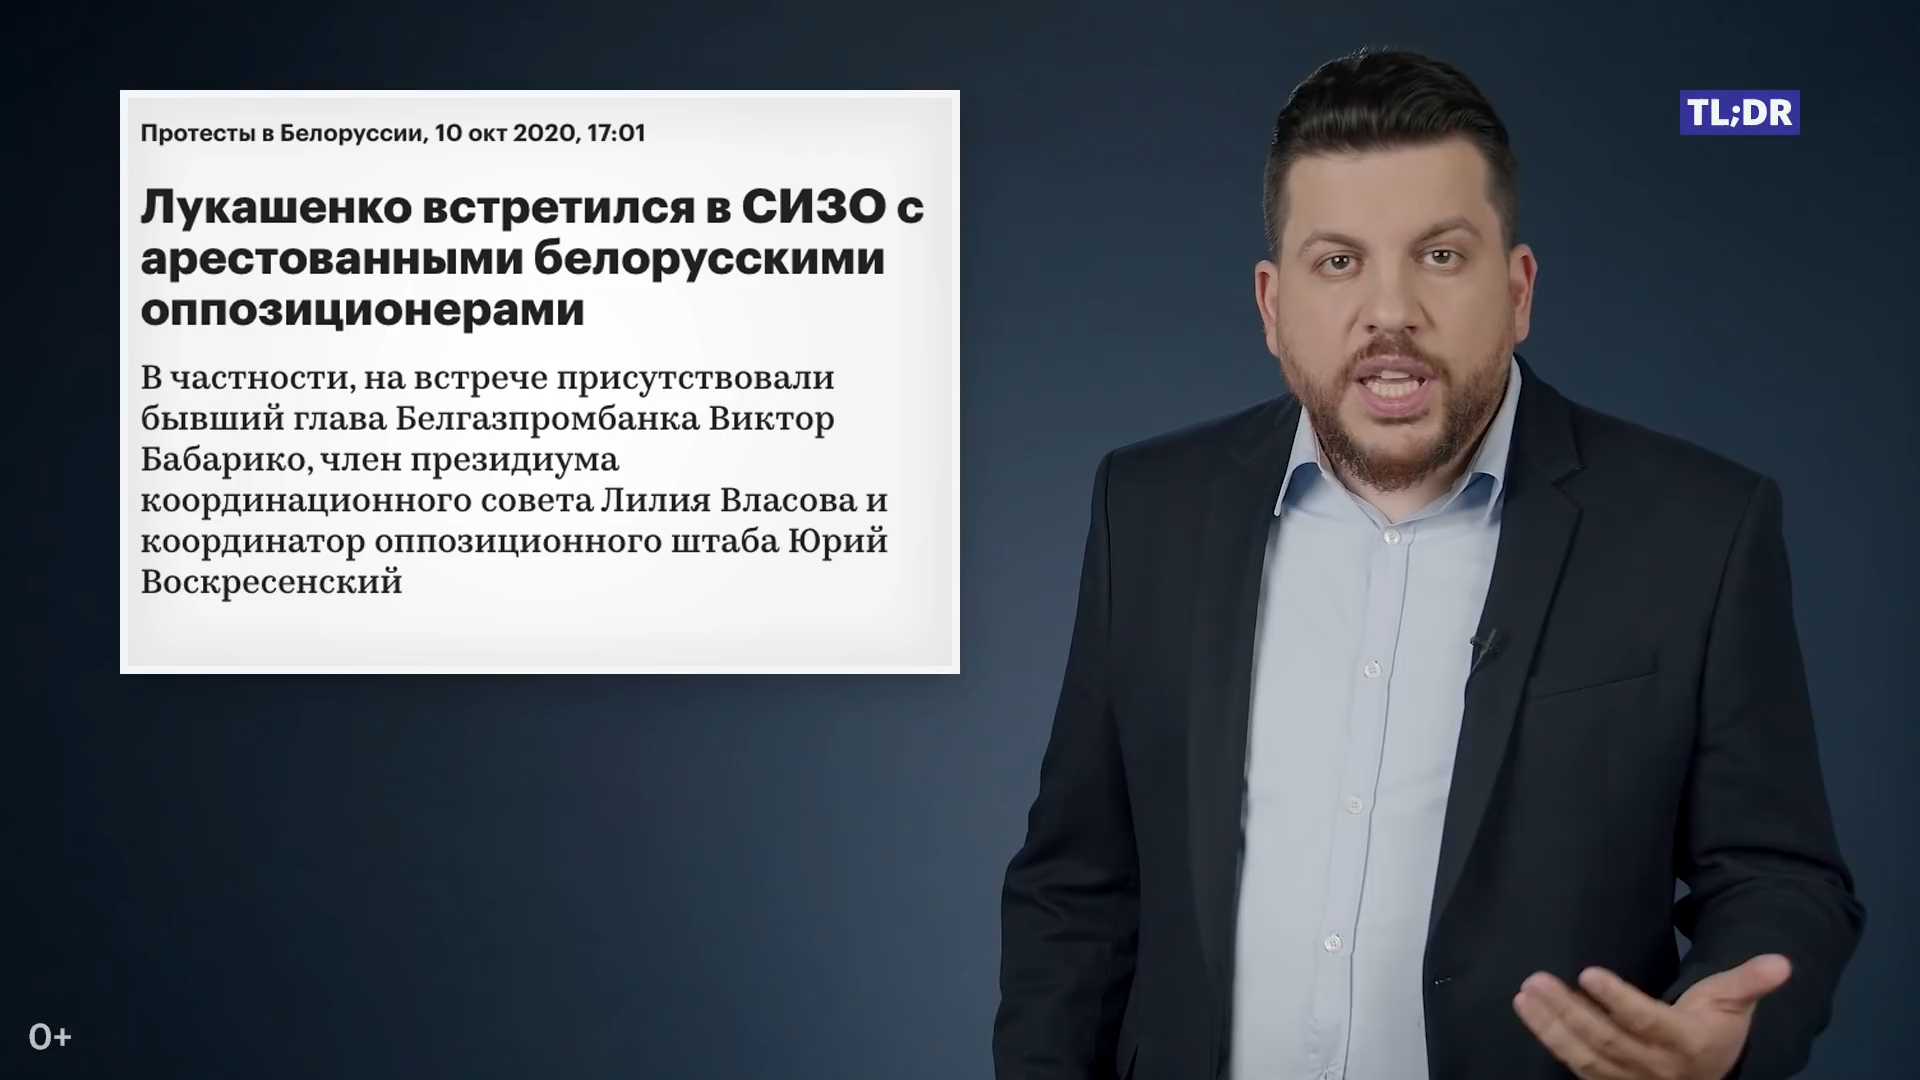 Протесты в Белоруссии, 10 окт 2020, 17:01
Лукашенко встретился в СИЗО с
арестованными белорусскими
оппозиционерами
В частности, на встрече присутствовали
бывший глава Белгазпромбанка Виктор
Бабарико, член президиума
координационного совета Лилия Власова и
координатор оппозиционного штаба Юрий
Воскресенский
TL;DR
0+